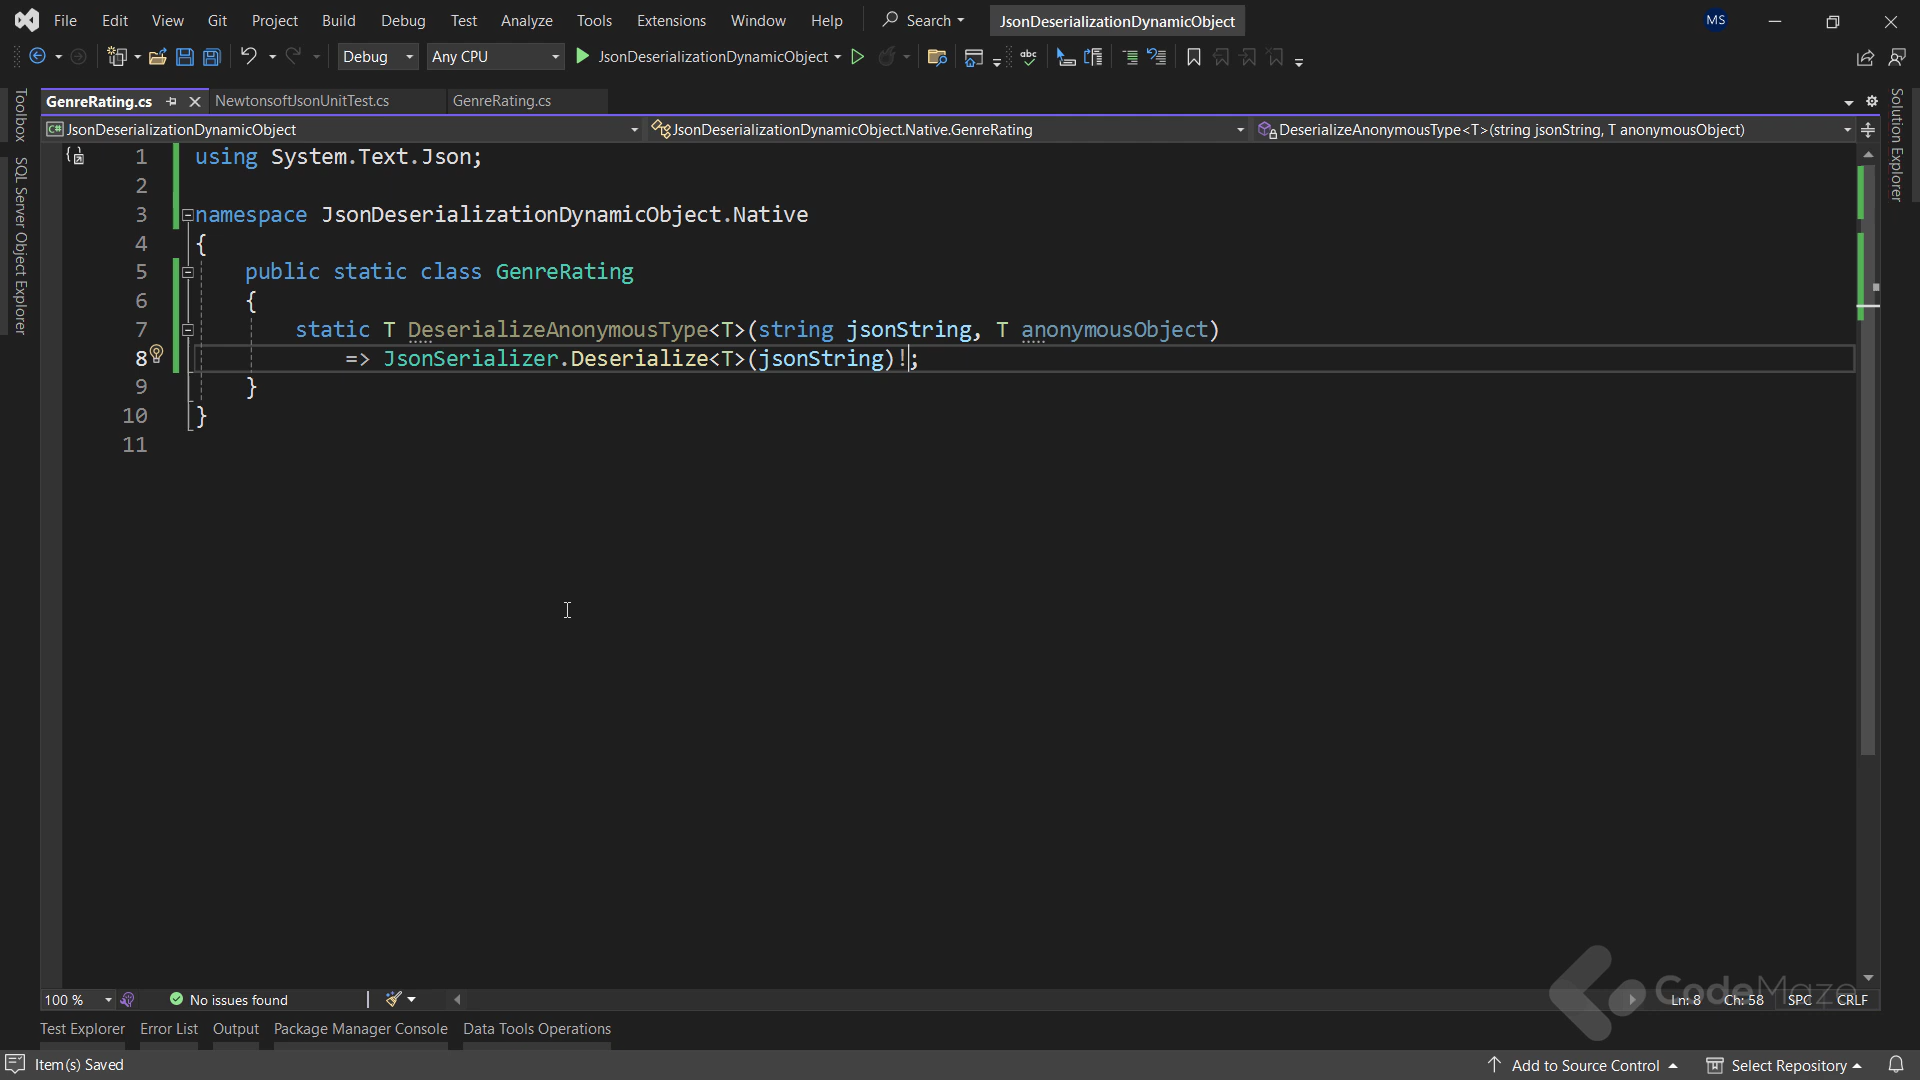 File Edit View Git Project Build Debug Test Analyze Tools Extensions Window Help Search JsonDeserializationDynamicObject MS
Debug Any CPU JsonDeserializationDynamicObject
GenreRating.cs NewtonsoftJsonUnitTest.cs GenreRating.cs
JsonDeserializationDynamicObject JsonDeserializationDynamicObject.Native.GenreRating DeserializeAnonymousType<T>(string jsonString, T anonymousObject)
Toolbox
SQL Server Object Explorer
Solution Explorer
1 using System.Text.Json;
2
3 namespace JsonDeserializationDynamicObject.Native
4 {
5 public static class GenreRating
6 {
7 static T DeserializeAnonymousType<T>(string jsonString, T anonymousObject)
8 => JsonSerializer.Deserialize<T>(jsonString)!;
9 }
10 }
11
100 % No issues found Ln: 8 Ch: 58 SPC CRLF
CodeMaze
Test Explorer Error List Output Package Manager Console Data Tools Operations
Item(s) Saved Add to Source Control Select Repository